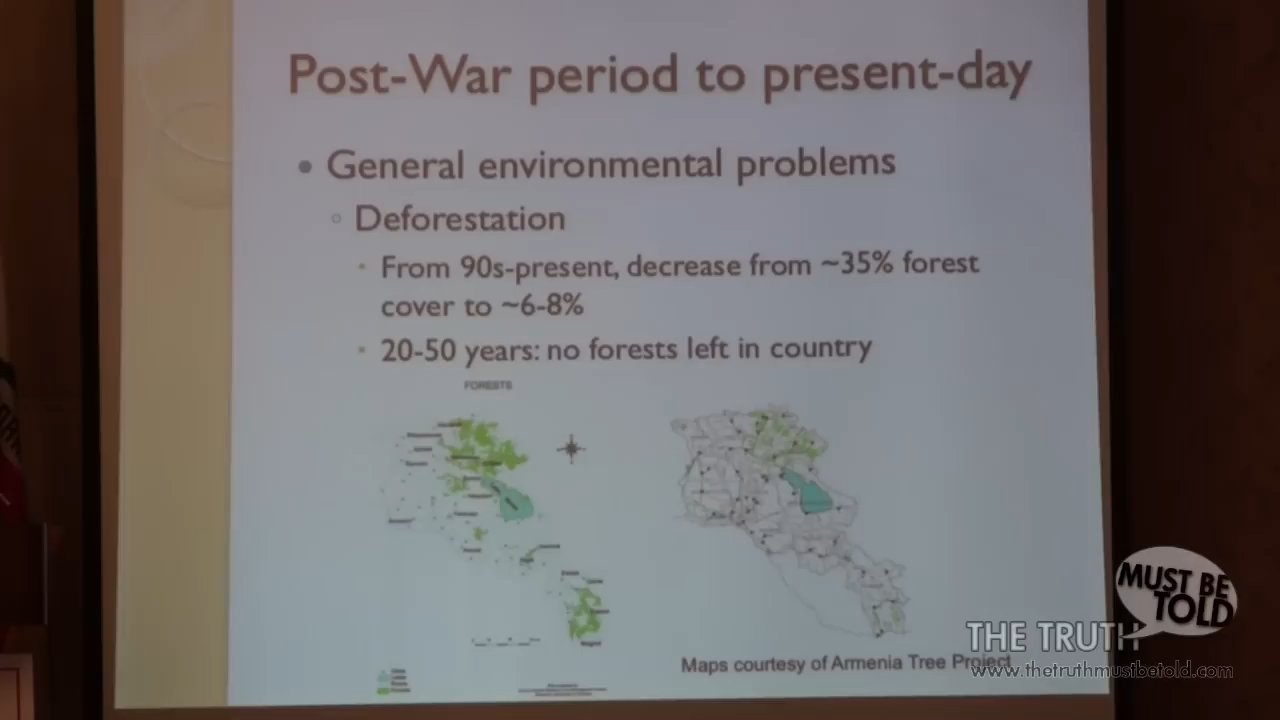 Post-War period to present-day
• General environmental problems
◦ Deforestation
• From 90s-present, decrease from ~35% forest
cover to ~6-8%
• 20-50 years: no forests left in country
FORESTS
Maps courtesy of Armenia Tree Project
MUST BE
TOLD
THE TRUTH
www.thetruthmustbetold.com